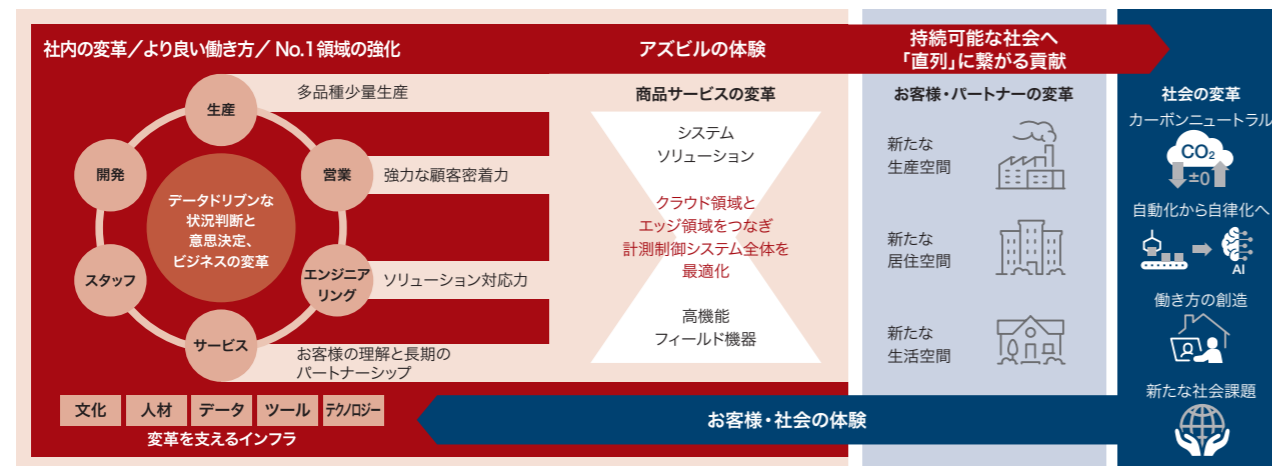 社内の変革／より良い働き方／No.1領域の強化
アズビルの体験
持続可能な社会へ
「直列」に繋がる貢献
生産
開発
営業
スタッフ
エンジニア
リング
サービス
データドリブンな
状況判断と
意思決定、
ビジネスの変革
多品種少量生産
強力な顧客密着力
ソリューション対応力
お客様の理解と長期の
パートナーシップ
文化
人材
データ
ツール
テクノロジー
変革を支えるインフラ
商品サービスの変革
システム
ソリューション
クラウド領域と
エッジ領域をつなぎ
計測制御システム全体を
最適化
高機能
フィールド機器
お客様・パートナーの変革
新たな
生産空間
新たな
居住空間
新たな
生活空間
社会の変革
カーボンニュートラル
CO₂
±0
自動化から自律化へ
AI
働き方の創造
新たな社会課題
お客様・社会の体験